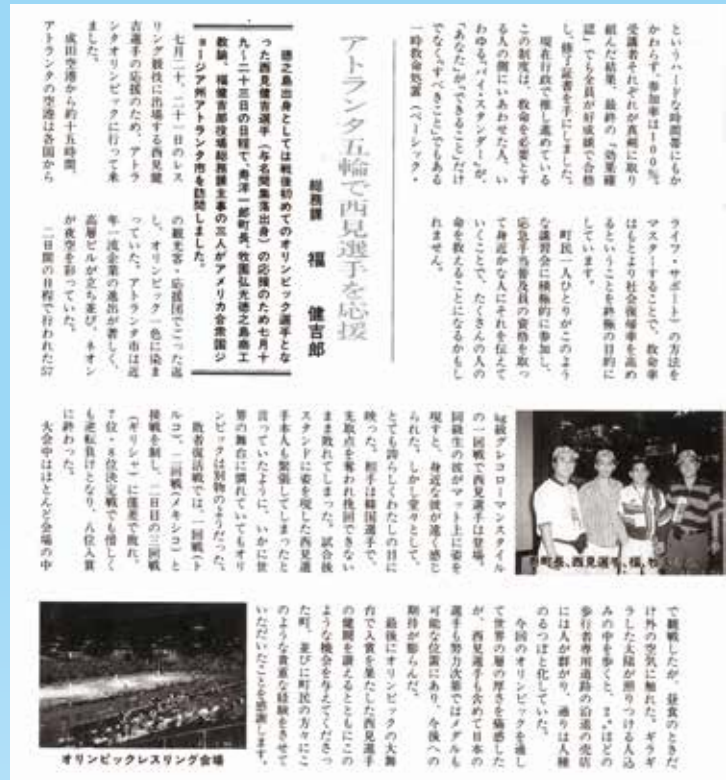 というハードな時間帯にもか
かわらず、参加率は100%。
受講者それぞれが真剣に取り
組んだ結果、最終の「効果確
認」でも全員が好成績で合格
し、修了証書を手にしました。
現在行政で推し進めている
この制度は、救命を必要とす
る人の側にいあわせた人、い
わゆる「バイ・スタンダー」が、
「あなた」が「できること」だけ
でなく「すべきこと」でもある
一時救命処置(ベーシック・
ライフ・サポート)の方法を
マスターすることで、救命率
はもとより社会復帰率を高め
るということを終極の目的に
しています。
町民一人ひとりがこのよう
な講習会に積極的に参加し、
応急手当普及員の資格を取っ
て身近な人にそれを伝えて
いくことで、たくさんの人の
命を救えることになるかもし
れません。
アトランタ五輪で西見選手を応援
総務課 福 健吉郎
徳之島出身としては戦後初めてのオリンピック選手とな
った西見健吉選手(与名間集落出身)の応援のため七月十
九~二十三日の日程で、寿洋一郎町長、牧園弘光徳之島商工
教諭、福健吉郎役場総務課主事の三人がアメリカ合衆国ジ
ョージア州アトランタ市を訪問しました。
七月二十、二十一日のレス
リング競技に出場する西見健
吉選手の応援のため、アトラ
ンタオリンピックに行って来
ました。
成田空港から約十五時間。
アトランタの空港は各国から
の観光客・応援団でごった返
し、オリンピック一色に染ま
っていた。アトランタ市は近
年一流企業の進出が著しく、
高層ビルが立ち並び、ネオン
が夜空を彩っていた。
二日間の日程で行われた57
kg級グレコローマンスタイル
の一回戦で西見選手は登場。
同級生の彼がマット上に姿を
現すと、身近な彼が遠く感じ
られた。しかし堂々として、
とても誇らしくわたしの目に
映った。相手は韓国選手で、
先取点を奪われ挽回できない
まま敗れてしまった。試合後
スタンドに姿を現した西見選
手本人も緊張してしまったと
言っていたように、いかに世
界の舞台に慣れていてもオリ
ンピックは別物のようだった。
敗者復活戦では、一回戦(ト
ルコ)、二回戦(メキシコ)と
接戦を制し、二日目の三回戦
(ギリシャ)に僅差で敗れ、
7位・8位決定戦でも惜しく
も逆転負けとなり、八位入賞
に終わった。
大会中はほとんど会場の中
で観戦したが、昼食のときだ
け外の空気に触れた。ギラギ
ラした太陽が照りつける人込
みの中を歩くと、2mほどの
歩行者専用道路の沿道の売店
には人が群がり、通りは人種
のるつぼと化していた。
今回のオリンピックを通し
て世界の層の厚さを痛感した
が、西見選手も含めて日本の
選手も努力次第ではメダルも
可能な位置にあり、今後への
期待が膨らんだ。
最後にオリンピックの大舞
台で入賞を果たした西見選手
の健闘を讃えるとともにこの
ような機会を与えてくださっ
た町、並びに町民の方々にこ
のような貴重な経験をさせて
いただいたことを感謝します。
町長、西見選手、福、牧
オリンピックレスリング会場